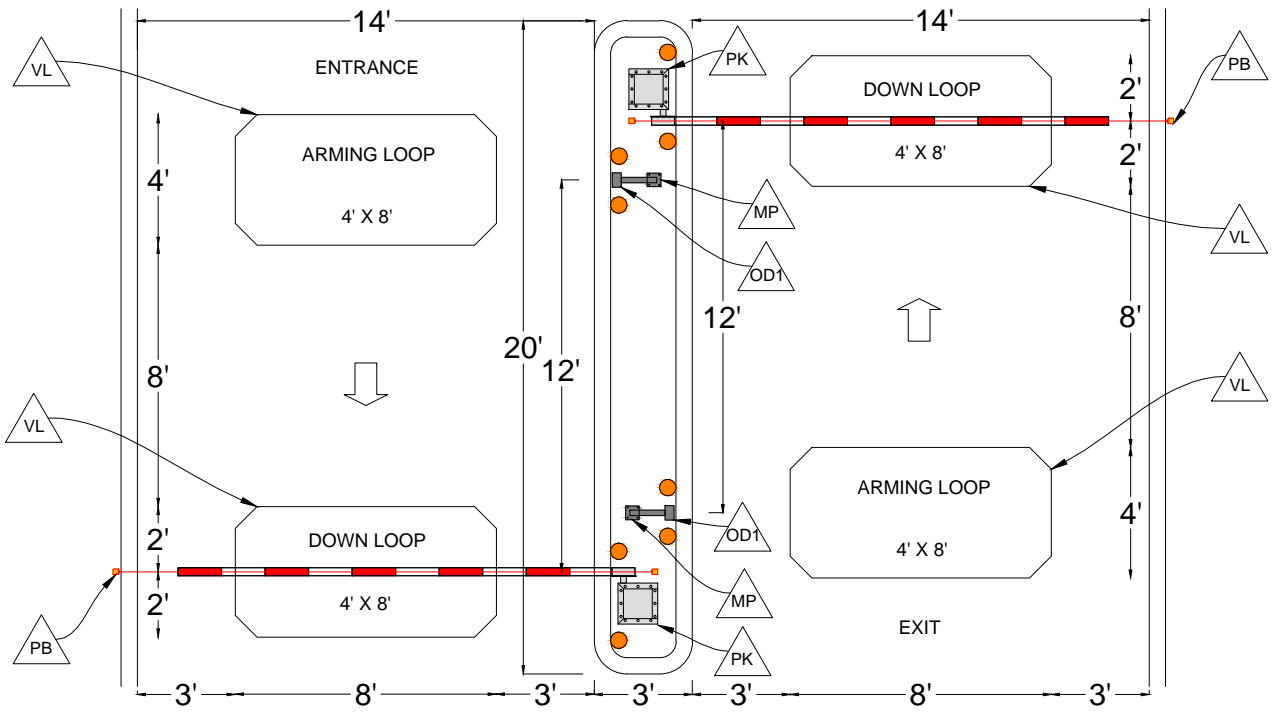 14'
14'
VL
ENTRANCE
PK
PB
DOWN LOOP
2'
ARMING LOOP
4' X 8'
2'
4'
4' X 8'
MP
VL
OD1
20'
12'
12'
8'
8'
VL
VL
ARMING LOOP
4'
2'
DOWN LOOP
OD1
4' X 8'
2'
4' X 8'
MP
EXIT
PB
PK
3'
8'
3'
3'
3'
8'
3'